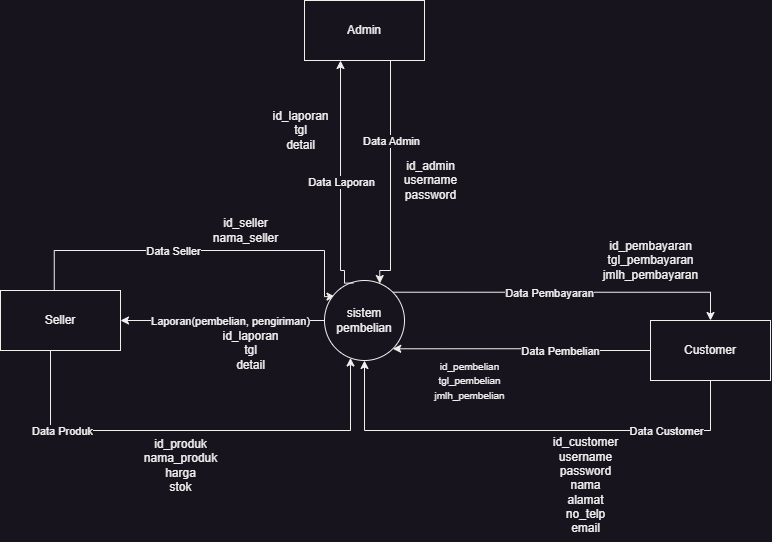 Admin
id_laporan
tgl
detail
Data Admin
id_admin
username
password
Data Laporan
id_seller
nama_seller
Data Seller
id_pembayaran
tgl_pembayaran
jmlh_pembayaran
Data Pembayaran
Seller
Laporan(pembelian, pengiriman)
id_laporan
tgl
detail
sistem
pembelian
Customer
Data Pembelian
id_pembelian
tgl_pembelian
jmlh_pembelian
Data Produk
id_produk
nama_produk
harga
stok
Data Customer
id_customer
username
password
nama
alamat
no_telp
email